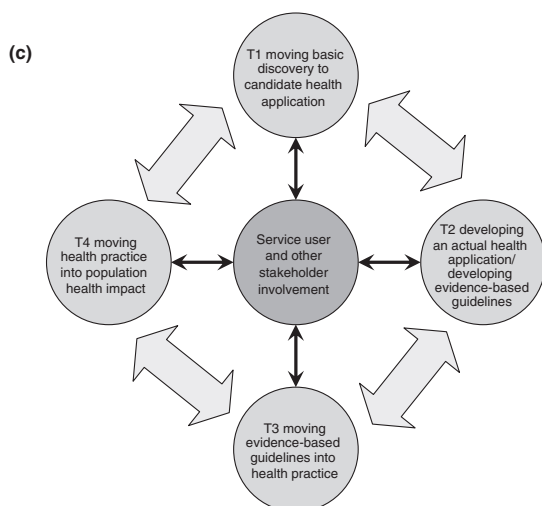 (c)
T1 moving basic
discovery to
candidate health
application
T4 moving
health practice
into population
health impact
Service user
and other
stakeholder
involvement
T2 developing
an actual health
application/
developing
evidence-based
guidelines
T3 moving
evidence-based
guidelines into
health practice